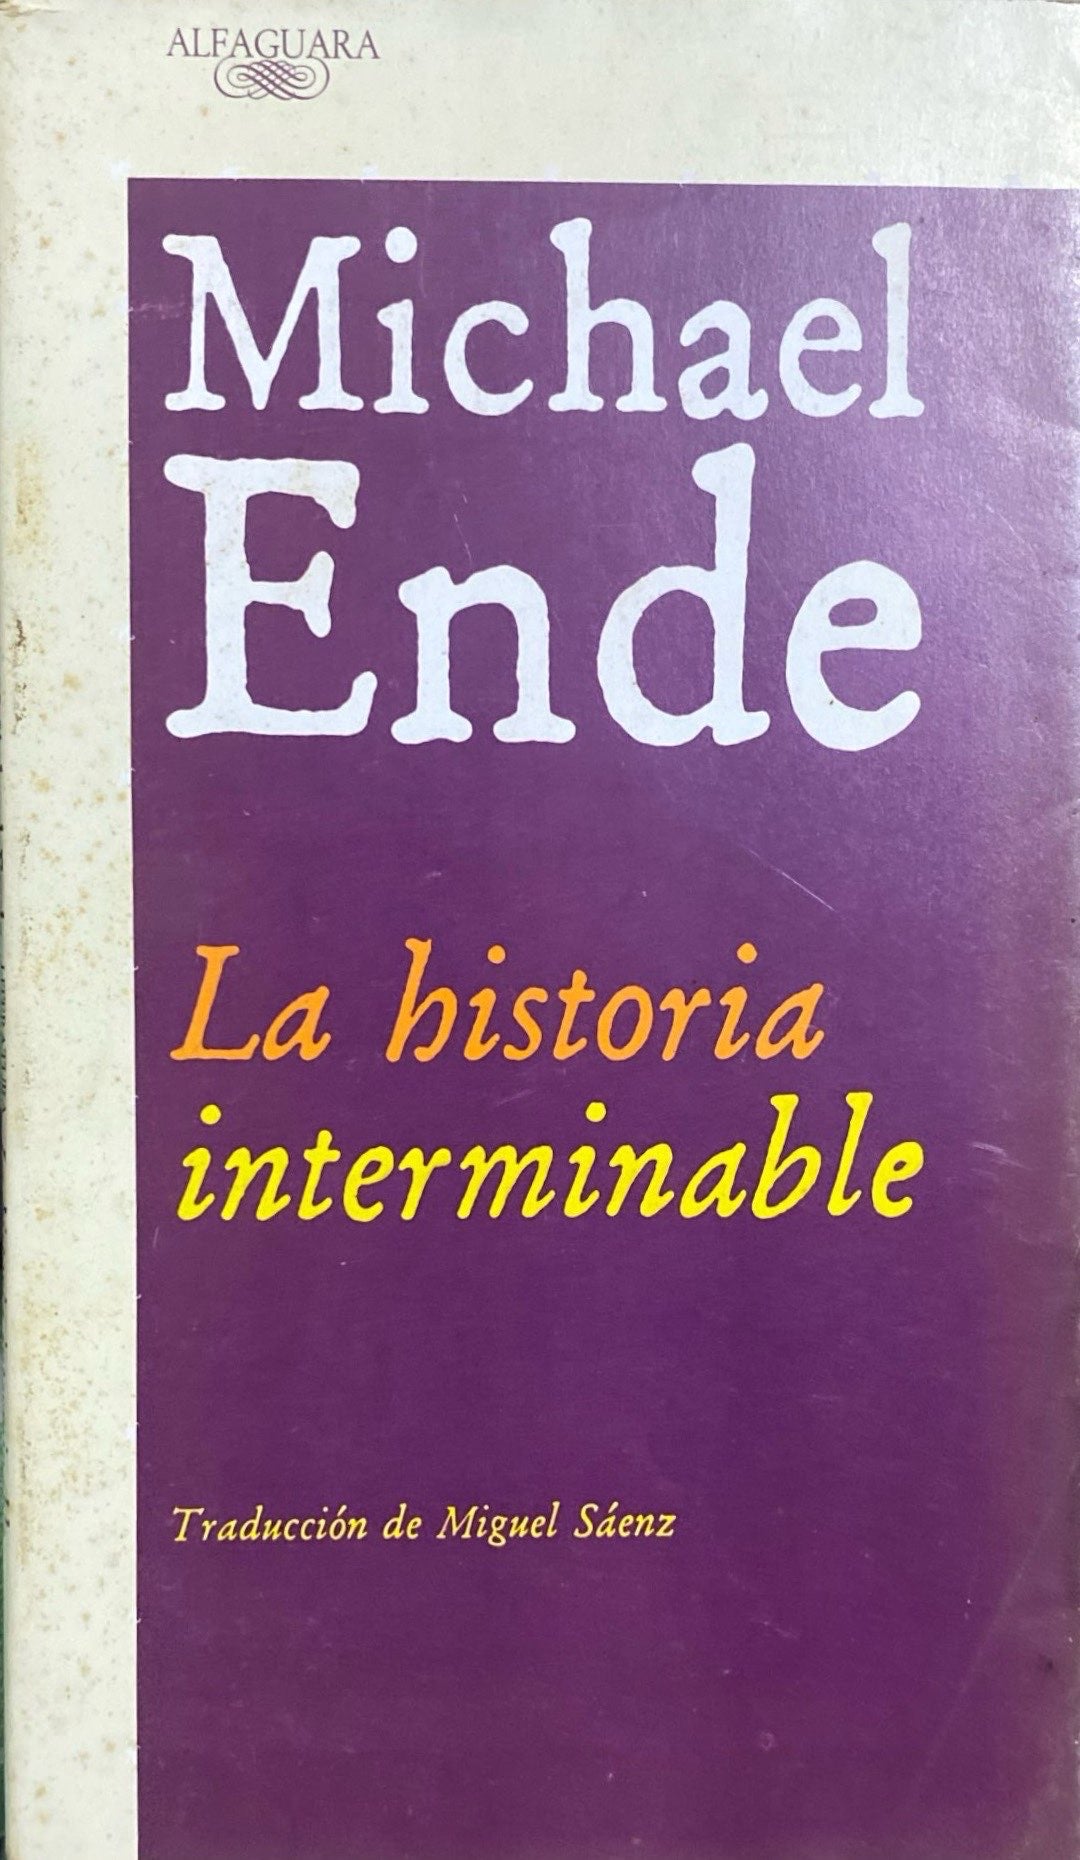 ALFAGUARA
Michael
Ende
La historia
interminable
Traducción de Miguel Sáenz